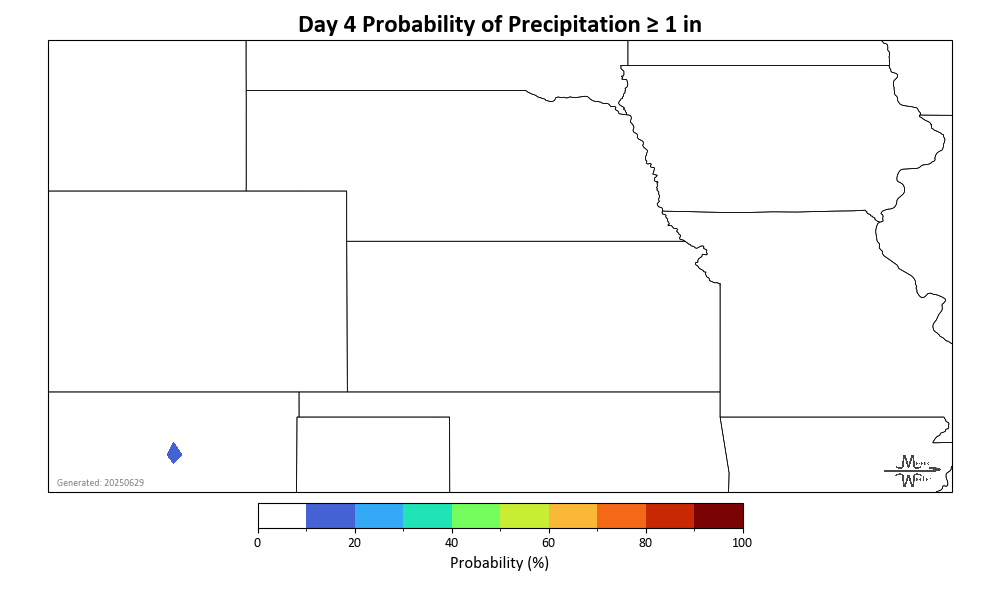 Day 4 Probability of Precipitation ≥ 1 in
Generated: 20250629
0 20 40 60 80 100
Probability (%)